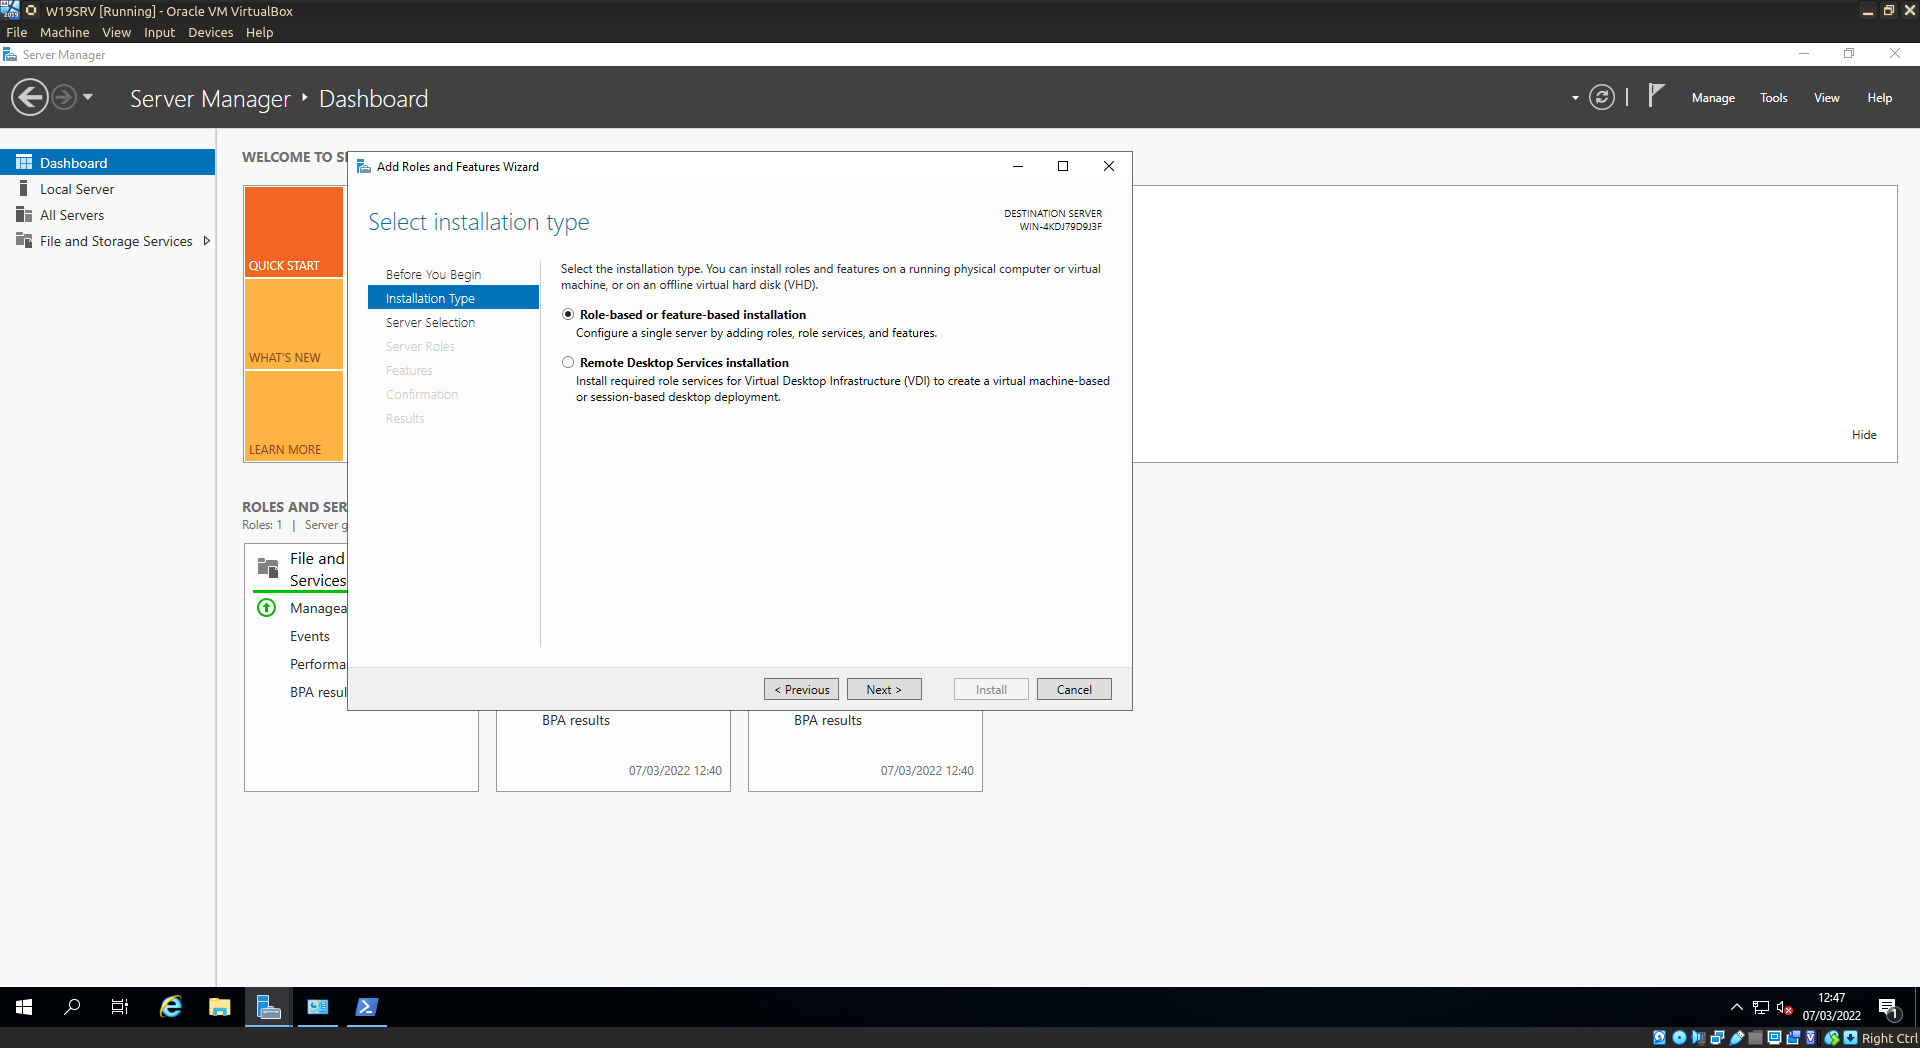 W19SRV [Running] - Oracle VM VirtualBox
File Machine View Input Devices Help
Server Manager
Server Manager Dashboard
Manage Tools View Help
Dashboard
Local Server
All Servers
File and Storage Services
WELCOME TO SE
QUICK START
WHAT'S NEW
LEARN MORE
Hide
Add Roles and Features Wizard
Select installation type
DESTINATION SERVER
WIN-4KDJ79D9J3F
Before You Begin
Installation Type
Server Selection
Server Roles
Features
Confirmation
Results
Select the installation type. You can install roles and features on a running physical computer or virtual
machine, or on an offline virtual hard disk (VHD).
Role-based or feature-based installation
Configure a single server by adding roles, role services, and features.
Remote Desktop Services installation
Install required role services for Virtual Desktop Infrastructure (VDI) to create a virtual machine-based
or session-based desktop deployment.
< Previous Next > Install Cancel
ROLES AND SER
Roles: 1 | Server g
File and
Services
Managea
Events
Performa
BPA resul
BPA results
07/03/2022 12:40
BPA results
07/03/2022 12:40
12:47
07/03/2022
1
Right Ctrl